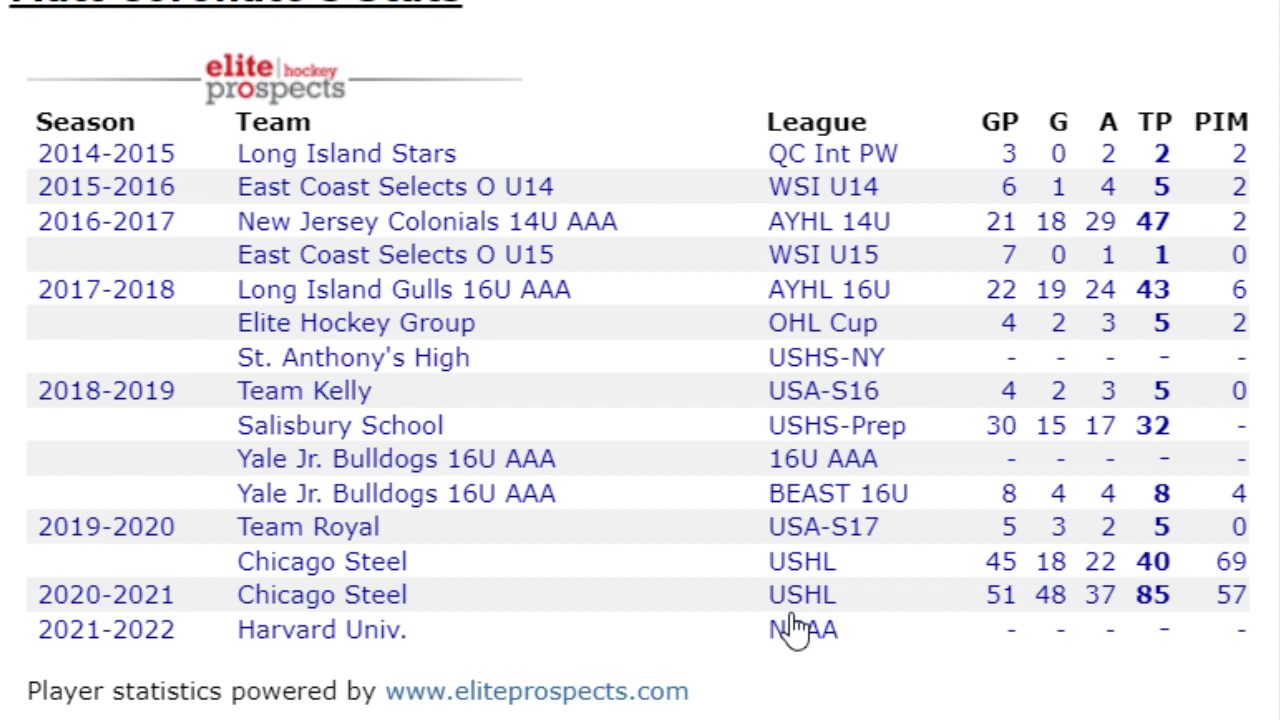 elite hockey
prospects
Season Team League GP G A TP PIM
2014-2015 Long Island Stars QC Int PW 3 0 2 2 2
2015-2016 East Coast Selects O U14 WSI U14 6 1 4 5 2
2016-2017 New Jersey Colonials 14U AAA AYHL 14U 21 18 29 47 2
East Coast Selects O U15 WSI U15 7 0 1 1 0
2017-2018 Long Island Gulls 16U AAA AYHL 16U 22 19 24 43 6
Elite Hockey Group OHL Cup 4 2 3 5 2
St. Anthony's High USHS-NY - - - - -
2018-2019 Team Kelly USA-S16 4 2 3 5 0
Salisbury School USHS-Prep 30 15 17 32 -
Yale Jr. Bulldogs 16U AAA 16U AAA - - - - -
Yale Jr. Bulldogs 16U AAA BEAST 16U 8 4 4 8 4
2019-2020 Team Royal USA-S17 5 3 2 5 0
Chicago Steel USHL 45 18 22 40 69
2020-2021 Chicago Steel USHL 51 48 37 85 57
2021-2022 Harvard Univ. - - - - -
Player statistics powered by www.eliteprospects.com